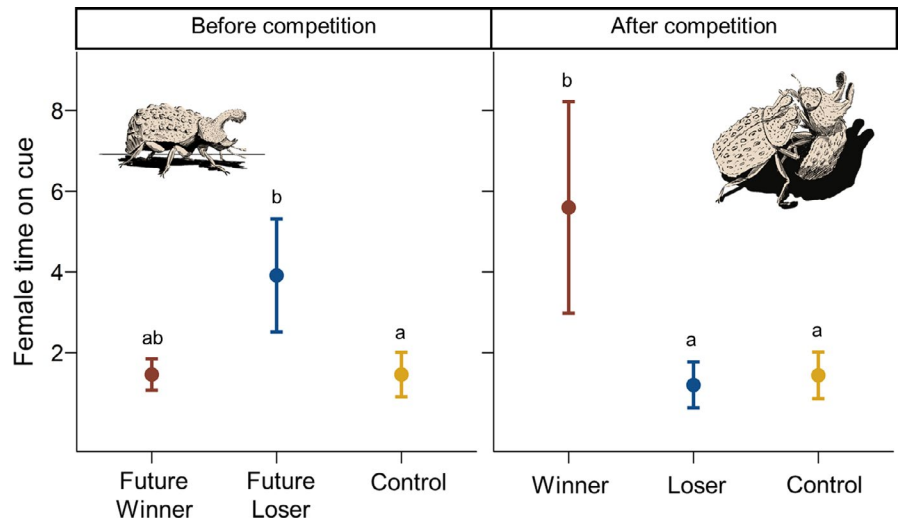 Before competition
After competition
Female time on cue
8
6
4
2
ab
b
a
b
a
a
Future Winner
Future Loser
Control
Winner
Loser
Control